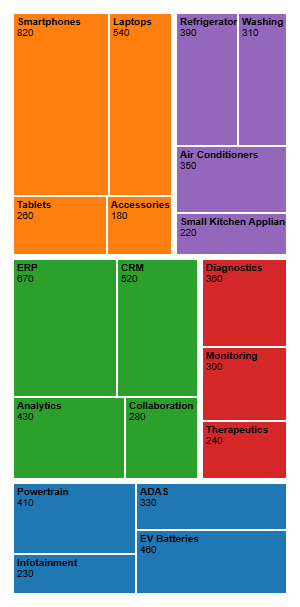 Smartphones
820
Laptops
540
Tablets
260
Accessories
180
Refrigerator
390
Washing
310
Air Conditioners
350
Small Kitchen Applian
220
ERP
670
CRM
520
Analytics
430
Collaboration
280
Diagnostics
360
Monitoring
300
Therapeutics
240
Powertrain
410
Infotainment
230
ADAS
330
EV Batteries
460